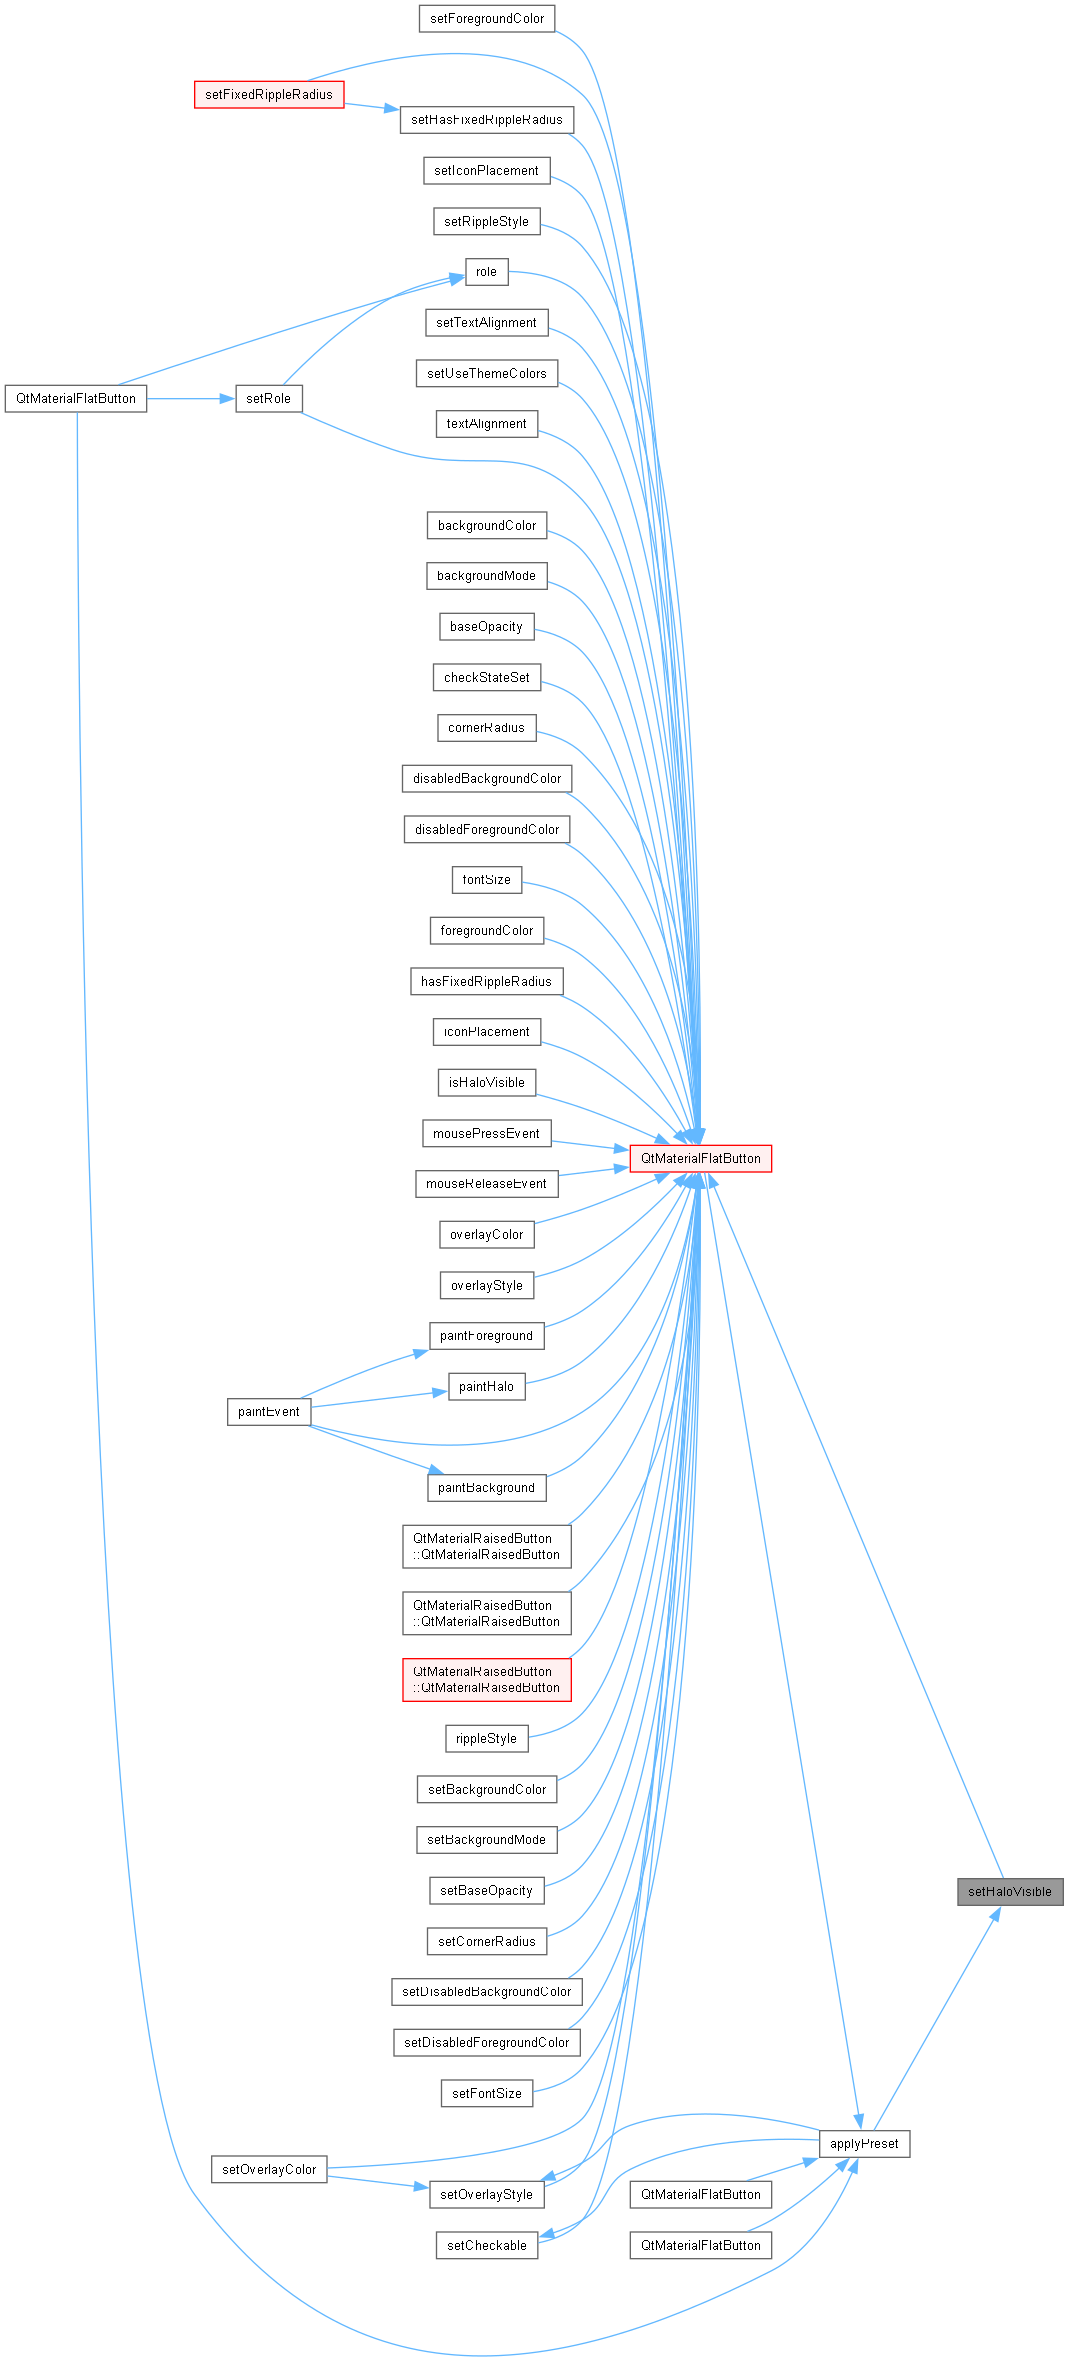 setForegroundColor
setFixedRippleRadius
setHasFixedRippleRadius
setIconPlacement
setRippleStyle
role
setTextAlignment
setUseThemeColors
QtMaterialFlatButton
setRole
textAlignment
backgroundColor
backgroundMode
baseOpacity
checkStateSet
cornerRadius
disabledBackgroundColor
disabledForegroundColor
fontSize
foregroundColor
hasFixedRippleRadius
iconPlacement
isHaloVisible
mousePressEvent
QtMaterialFlatButton
mouseReleaseEvent
overlayColor
overlayStyle
paintForeground
paintHalo
paintEvent
paintBackground
QtMaterialRaisedButton
::QtMaterialRaisedButton
QtMaterialRaisedButton
::QtMaterialRaisedButton
QtMaterialRaisedButton
::QtMaterialRaisedButton
rippleStyle
setBackgroundColor
setBackgroundMode
setBaseOpacity
setHaloVisible
setCornerRadius
setDisabledBackgroundColor
setDisabledForegroundColor
setFontSize
applyPreset
setOverlayColor
setOverlayStyle
QtMaterialFlatButton
setCheckable
QtMaterialFlatButton